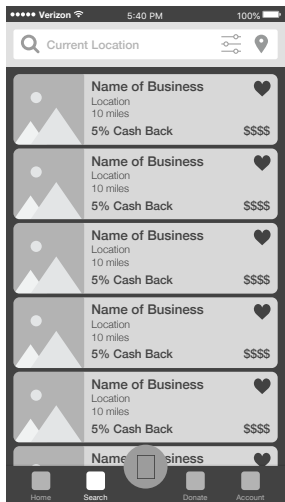 Verizon 5:40 PM 100%
Current Location
Name of Business
Location
10 miles
5% Cash Back $$$$
Name of Business
Location
10 miles
5% Cash Back $$$$
Name of Business
Location
10 miles
5% Cash Back $$$$
Name of Business
Location
10 miles
5% Cash Back $$$$
Name of Business
Location
10 miles
5% Cash Back $$$$
Name siness
Home Search Donate Account